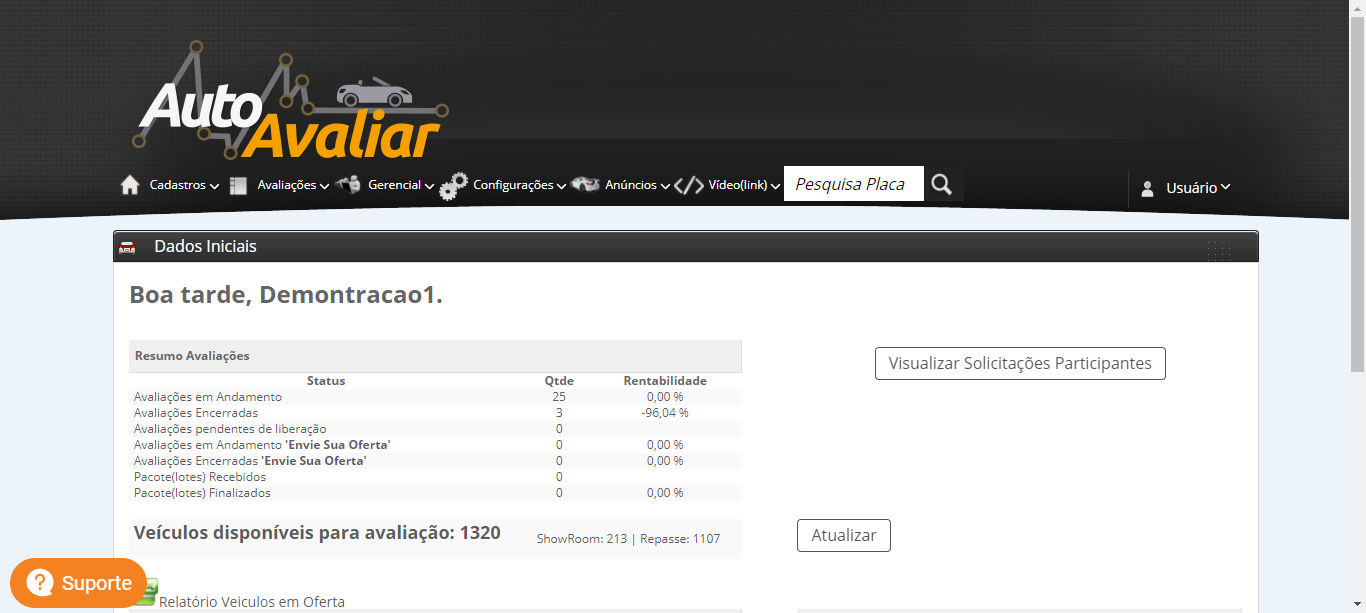 Auto
Avaliar
Cadastros Avaliações Gerencial Configurações Anúncios Vídeo(link) Pesquisa Placa Usuário
Dados Iniciais
Boa tarde, Demontracao1.
Resumo Avaliações
Visualizar Solicitações Participantes
Status Qtde Rentabilidade
Avaliações em Andamento 25 0,00 %
Avaliações Encerradas 3 -96,04 %
Avaliações pendentes de liberação 0
Avaliações em Andamento 'Envie Sua Oferta' 0 0,00 %
Avaliações Encerradas 'Envie Sua Oferta' 0 0,00 %
Pacote(lotes) Recebidos 0
Pacote(lotes) Finalizados 0 0,00 %
Veículos disponíveis para avaliação: 1320 ShowRoom: 213 | Repasse: 1107
Atualizar
? Suporte
Relatório Veiculos em Oferta